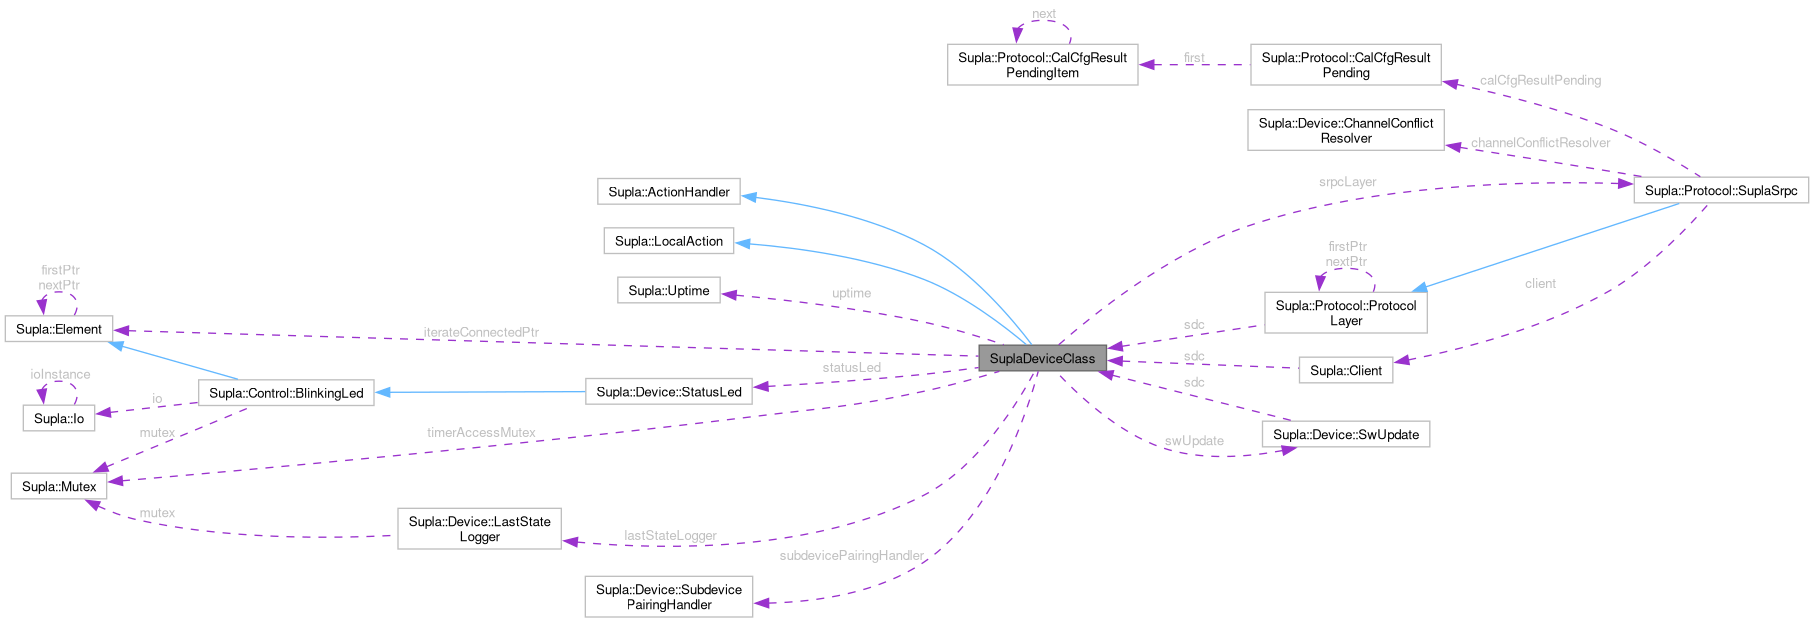 next
Supla::Protocol::CalCfgResult
PendingItem
first
Supla::Protocol::CalCfgResult
Pending
calCfgResultPending
Supla::Device::ChannelConflict
Resolver
channelConflictResolver
Supla::ActionHandler
srpcLayer
Supla::Protocol::SuplaSrpc
Supla::LocalAction
firstPtr
nextPtr
firstPtr
nextPtr
Supla::Uptime
uptime
Supla::Protocol::Protocol
Layer
client
Supla::Element
iterateConnectedPtr
sdc
SuplaDeviceClass
sdc
Supla::Client
ioInstance
statusLed
sdc
Supla::Control::BlinkingLed
Supla::Device::StatusLed
io
Supla::Io
mutex
timerAccessMutex
swUpdate
Supla::Device::SwUpdate
Supla::Mutex
mutex
Supla::Device::LastState
Logger
lastStateLogger
subdevicePairingHandler
Supla::Device::Subdevice
PairingHandler